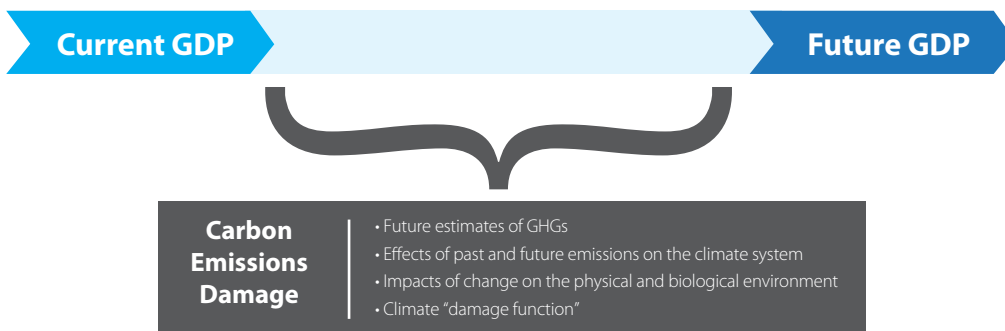 Current GDP
Future GDP
Carbon
Emissions
Damage
• Future estimates of GHGs
• Effects of past and future emissions on the climate system
• Impacts of change on the physical and biological environment
• Climate “damage function”